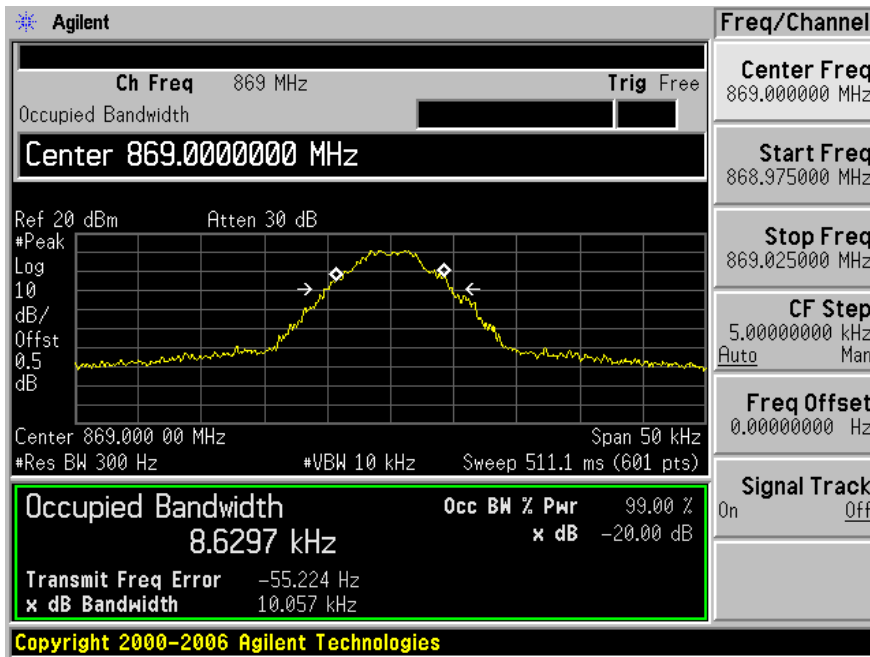 Agilent
Freq/Channel
Ch Freq 869 MHz Trig Free
Occupied Bandwidth
Center 869.0000000 MHz
Ref 20 dBm Atten 30 dB
#Peak
Log
10
dB/
Offst
0.5
dB
Center 869.000 00 MHz Span 50 kHz
#Res BW 300 Hz #VBW 10 kHz Sweep 511.1 ms (601 pts)
Occupied Bandwidth
8.6297 kHz
Occ BW % Pwr 99.00 %
x dB -20.00 dB
Transmit Freq Error -55.224 Hz
x dB Bandwidth 10.057 kHz
Center Freq
869.000000 MHz
Start Freq
868.975000 MHz
Stop Freq
869.025000 MHz
CF Step
5.00000000 kHz
Auto Man
Freq Offset
0.00000000 Hz
Signal Track
On Off
Copyright 2000-2006 Agilent Technologies